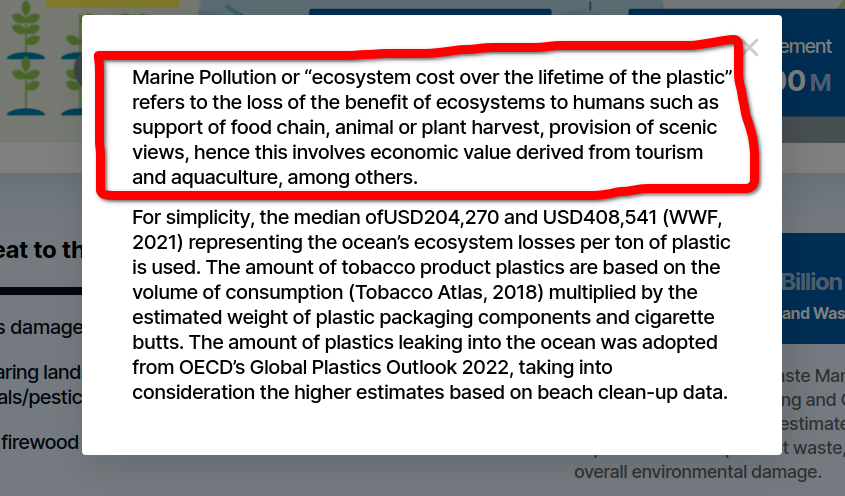 ement
00 M
Marine Pollution or “ecosystem cost over the lifetime of the plastic”
refers to the loss of the benefit of ecosystems to humans such as
support of food chain, animal or plant harvest, provision of scenic
views, hence this involves economic value derived from tourism
and aquaculture, among others.
For simplicity, the median ofUSD204,270 and USD408,541 (WWF,
2021) representing the ocean’s ecosystem losses per ton of plastic
is used. The amount of tobacco product plastics are based on the
volume of consumption (Tobacco Atlas, 2018) multiplied by the
estimated weight of plastic packaging components and cigarette
butts. The amount of plastics leaking into the ocean was adopted
from OECD’s Global Plastics Outlook 2022, taking into
consideration the higher estimates based on beach clean-up data.
eat to th
s damage
aring land
als/pestic
firewood
Billion
and Was
ste Mar
ng and
estimate
t waste,
overall environmental damage.